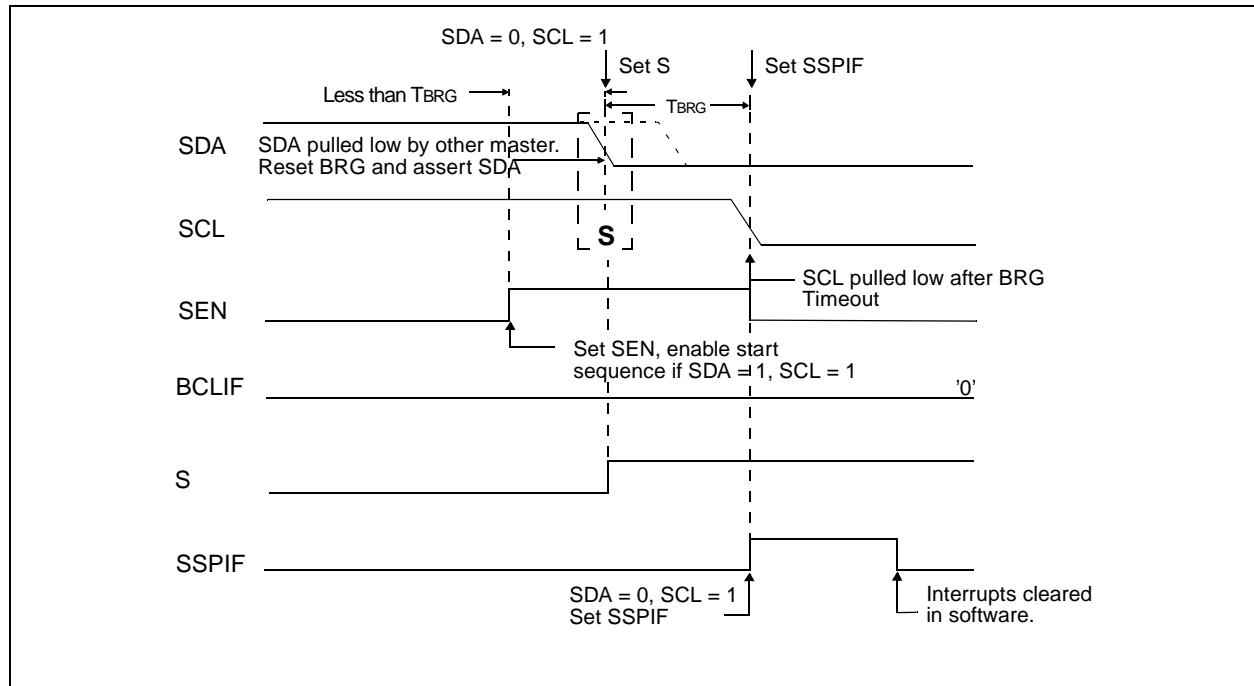 SDA = 0, SCL = 1
Set S
Set SSPIF
Less than TBRG
TBRG
SDA
SDA pulled low by other master.
Reset BRG and assert SDA
SCL
S
SCL pulled low after BRG
Timeout
SEN
Set SEN, enable start
sequence if SDA = 1, SCL = 1
BCLIF
'0'
S
SSPIF
SDA = 0, SCL = 1
Set SSPIF
Interrupts cleared
in software.